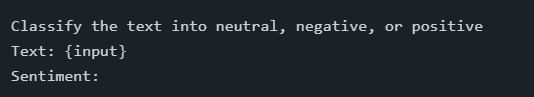 Classify the text into neutral, negative, or positive
Text: {input}
Sentiment: